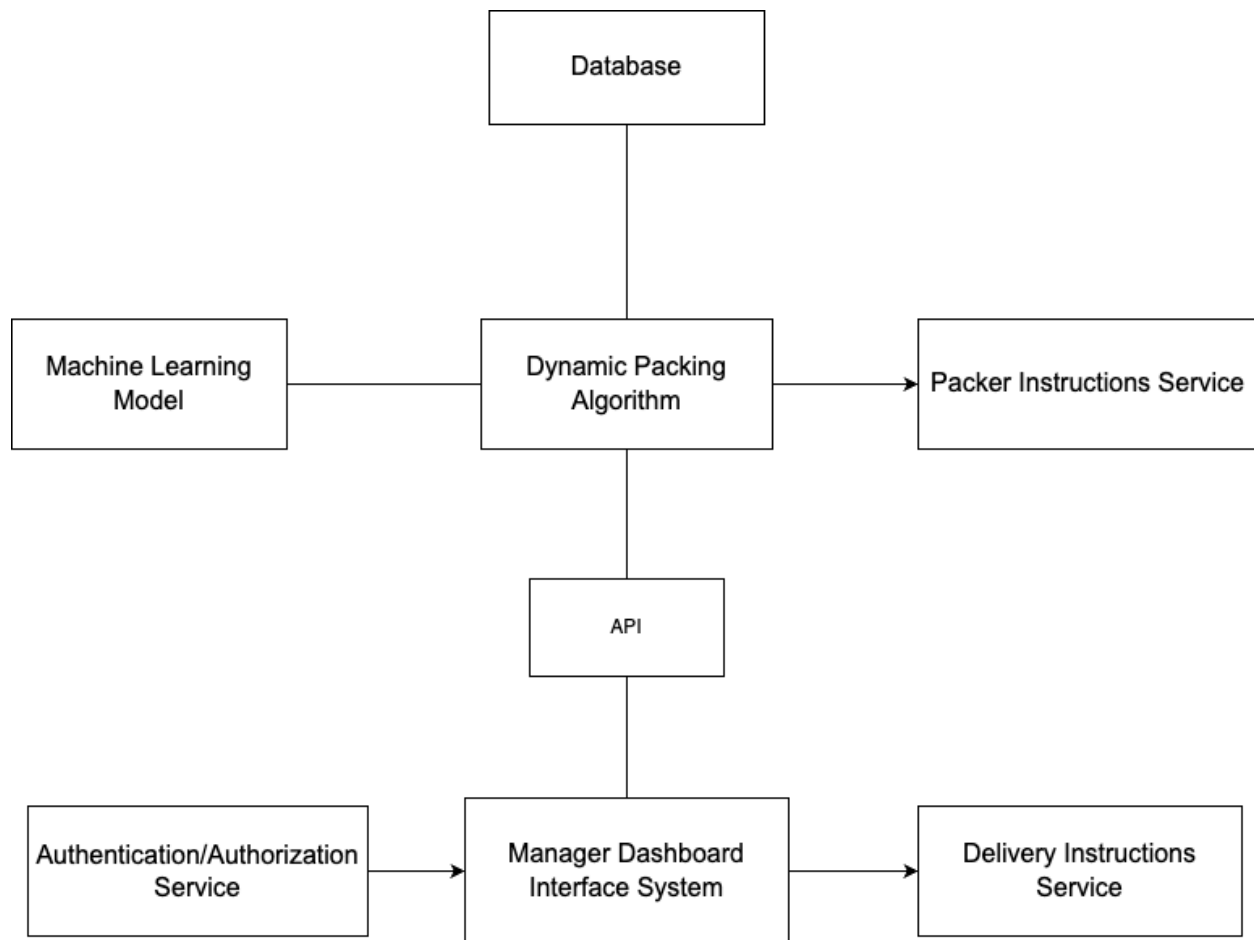 Database
Machine Learning
Model
Dynamic Packing
Algorithm
Packer Instructions Service
API
Authentication/Authorization
Service
Manager Dashboard
Interface System
Delivery Instructions
Service